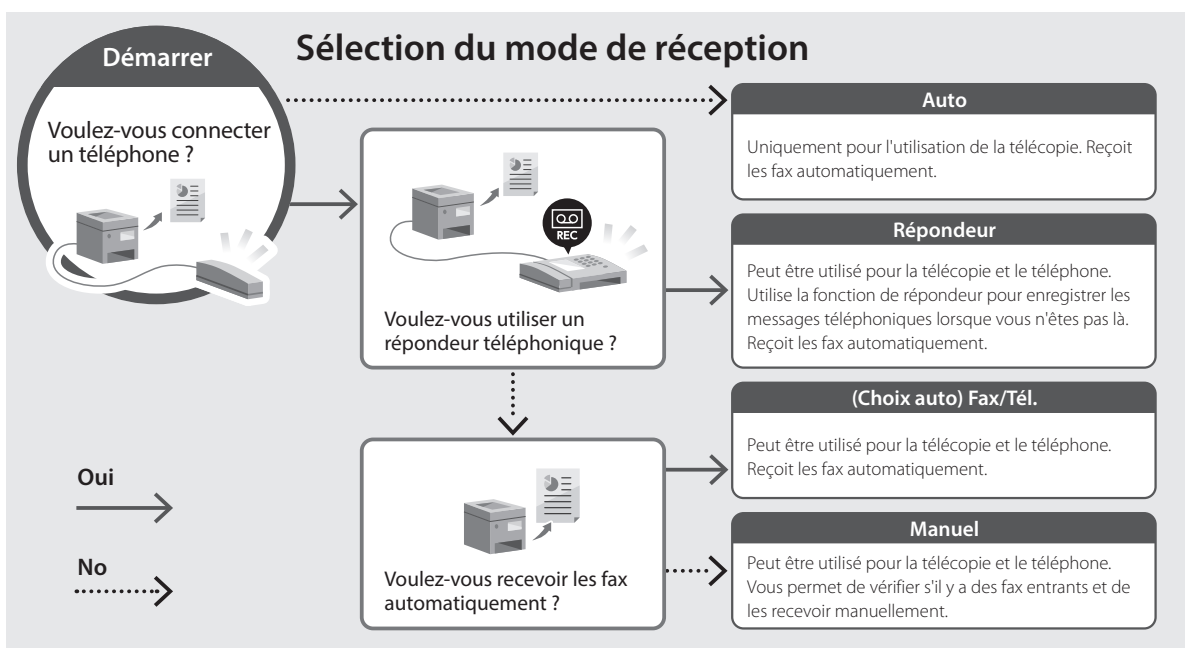 Démarrer
Sélection du mode de réception
Voulez-vous connecter
un téléphone ?
Auto
Uniquement pour l'utilisation de la télécopie. Reçoit
les fax automatiquement.
REC
Voulez-vous utiliser un
répondeur téléphonique ?
Répondeur
Peut être utilisé pour la télécopie et le téléphone.
Utilise la fonction de répondeur pour enregistrer les
messages téléphoniques lorsque vous n'êtes pas là.
Reçoit les fax automatiquement.
(Choix auto) Fax/Tél.
Peut être utilisé pour la télécopie et le téléphone.
Reçoit les fax automatiquement.
Oui
No
Voulez-vous recevoir les fax
automatiquement ?
Manuel
Peut être utilisé pour la télécopie et le téléphone.
Vous permet de vérifier s'il y a des fax entrants et de
les recevoir manuellement.